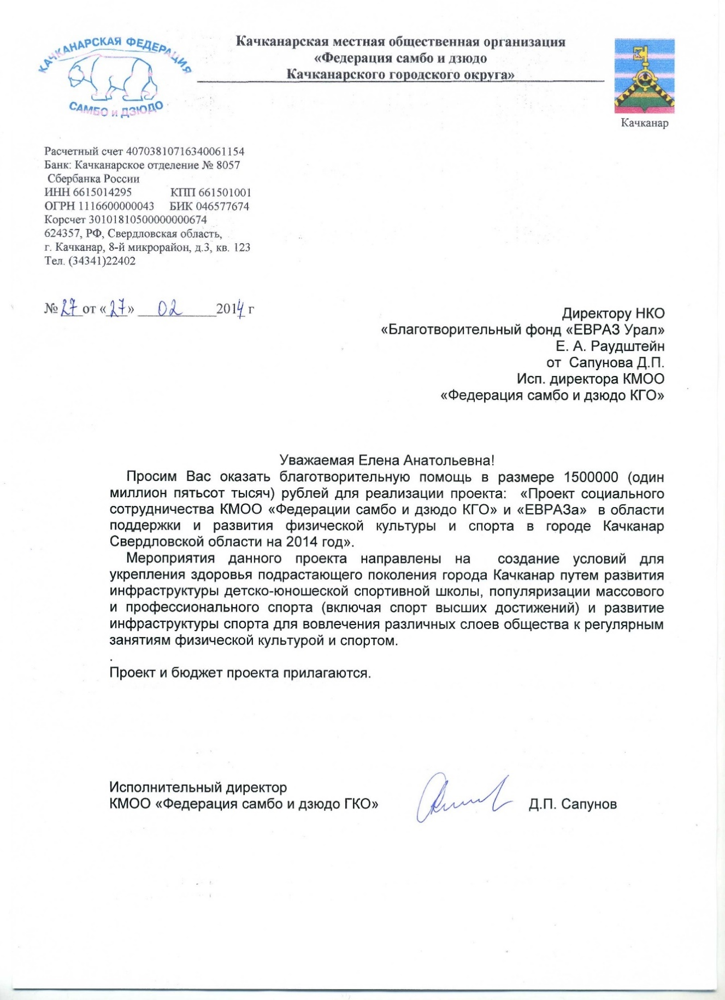 КАЧКАНАРСКАЯ ФЕДЕРАЦИЯ
САМБО и ДЗЮДО
Качканарская местная общественная организация
«Федерация самбо и дзюдо
Качканарского городского округа»
Качканар
Расчетный счет 40703810716340061154
Банк: Качканарское отделение № 8057
Сбербанка России
ИНН 6615014295 КПП 661501001
ОГРН 1116600000043 БИК 046577674
Корсчет 30101810500000000674
624357, РФ, Свердловская область,
г. Качканар, 8-й микрорайон, д.3, кв. 123
Тел. (34341)22402
№ 27 от «27» 02 2014 г
Директору НКО
«Благотворительный фонд «ЕВРАЗ Урал»
Е. А. Раудштейн
от Сапунова Д.П.
Исп. директора КМОО
«Федерация самбо и дзюдо КГО»
Уважаемая Елена Анатольевна!
Просим Вас оказать благотворительную помощь в размере 1500000 (один
миллион пятьсот тысяч) рублей для реализации проекта: «Проект социального
сотрудничества КМОО «Федерации самбо и дзюдо КГО» и «ЕВРАЗа» в области
поддержки и развития физической культуры и спорта в городе Качканар
Свердловской области на 2014 год».
Мероприятия данного проекта направлены на создание условий для
укрепления здоровья подрастающего поколения города Качканар путем развития
инфраструктуры детско-юношеской спортивной школы, популяризации массового
и профессионального спорта (включая спорт высших достижений) и развитие
инфраструктуры спорта для вовлечения различных слоев общества к регулярным
занятиям физической культурой и спортом.
.
Проект и бюджет проекта прилагаются.
Исполнительный директор
КМОО «Федерация самбо и дзюдо ГКО» Д.П. Сапунов